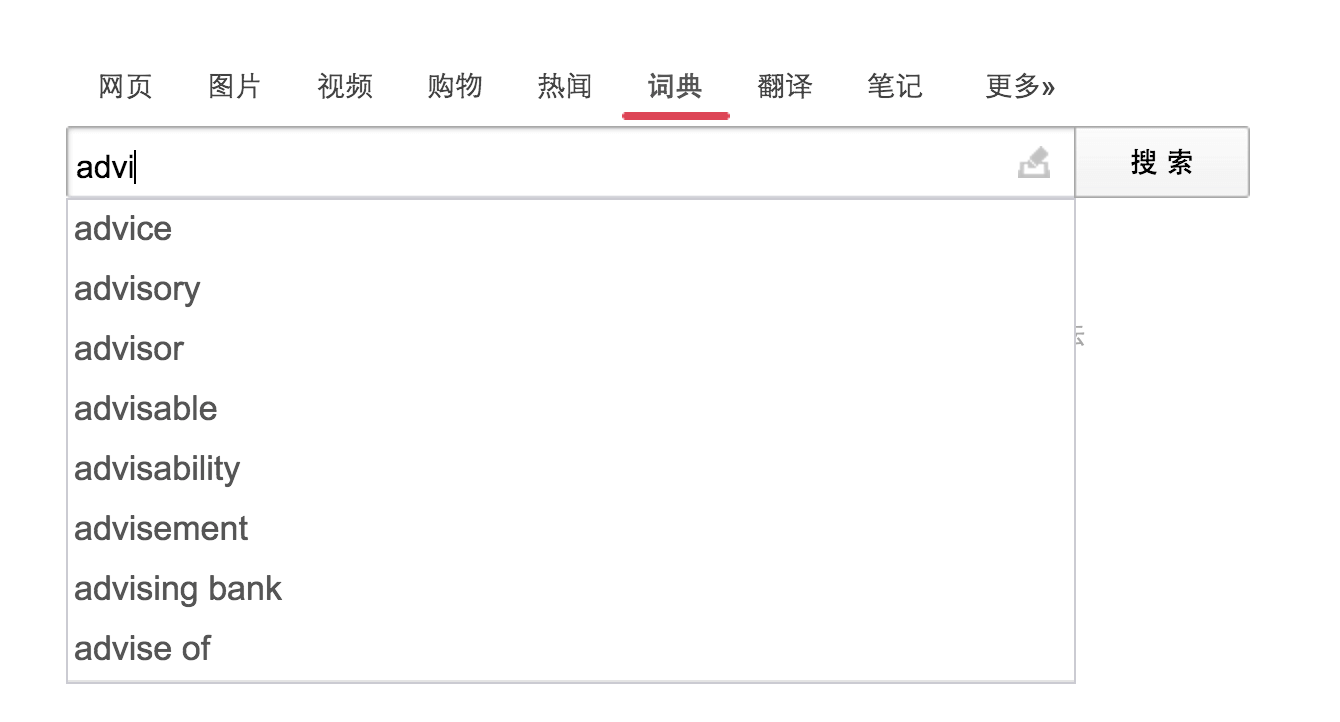 网页 图片 视频 购物 热闻 词典 翻译 笔记 更多»
advi 搜 索
advice
advisory
advisor
advisable
advisability
advisement
advising bank
advise of